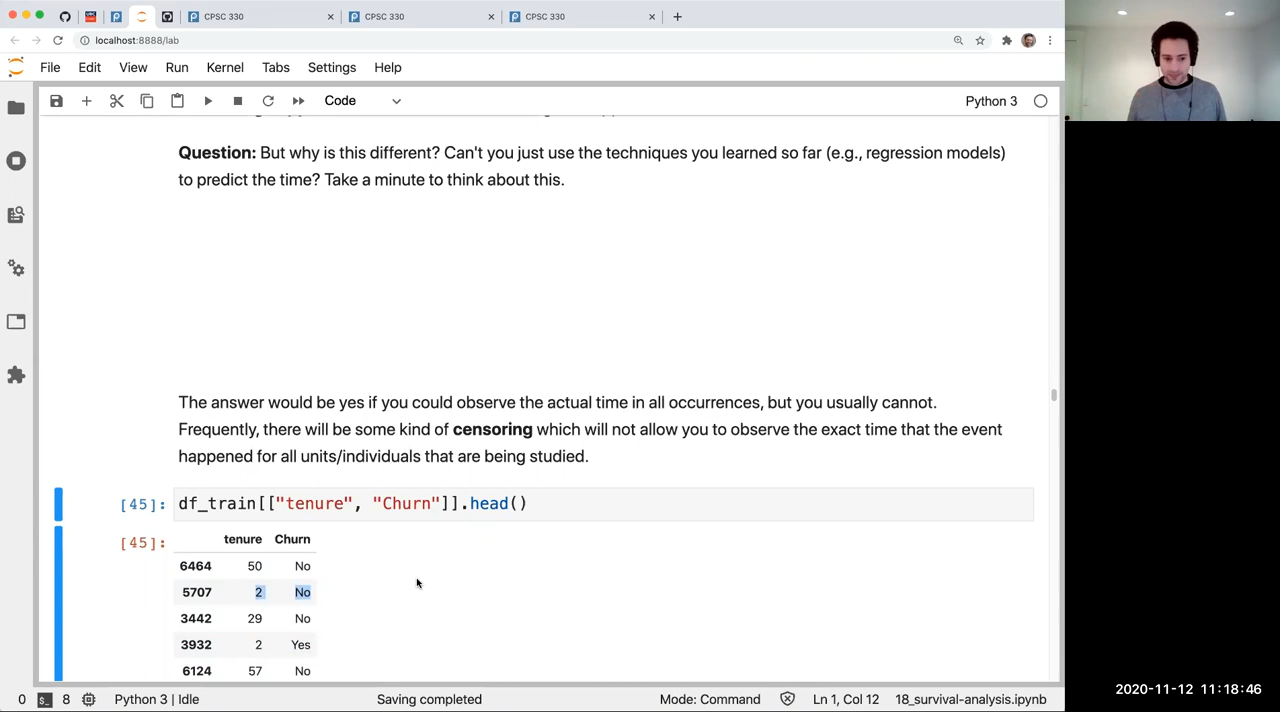 CPSC 330
CPSC 330
CPSC 330
localhost:8888/lab
File Edit View Run Kernel Tabs Settings Help
Code
Python 3
Question: But why is this different? Can't you just use the techniques you learned so far (e.g., regression models)
to predict the time? Take a minute to think about this.
The answer would be yes if you could observe the actual time in all occurrences, but you usually cannot.
Frequently, there will be some kind of censoring which will not allow you to observe the exact time that the event
happened for all units/individuals that are being studied.
[45]: df_train[["tenure", "Churn"]].head()
[45]:
tenure Churn
6464 50 No
5707 2 No
3442 29 No
3932 2 Yes
6124 57 No
0 8 Python 3 | Idle Saving completed Mode: Command Ln 1, Col 12 18_survival-analysis.ipynb
2020-11-12 11:18:46